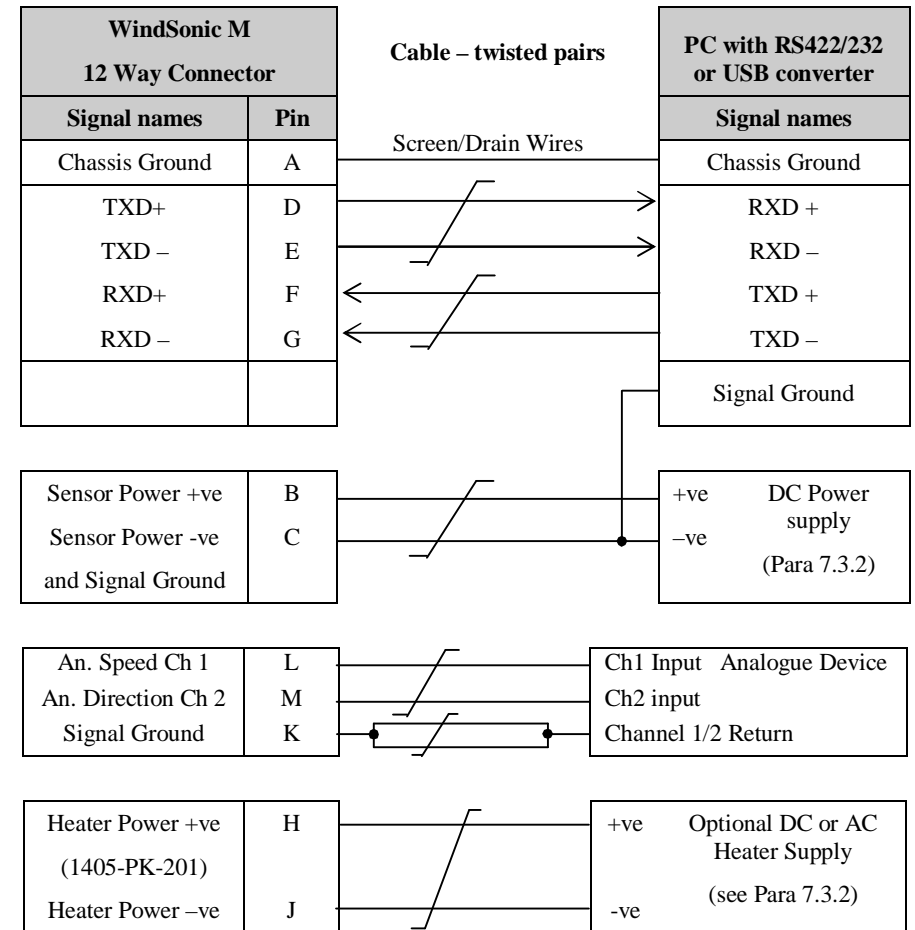 WindSonic M
12 Way Connector
Cable – twisted pairs
PC with RS422/232
or USB converter
Signal names Pin
Signal names
Chassis Ground A
Screen/Drain Wires
Chassis Ground
TXD+ D
RXD +
TXD – E
RXD –
RXD+ F
TXD +
RXD – G
TXD –
Signal Ground
Sensor Power +ve B
+ve DC Power
supply
Sensor Power -ve C
–ve
and Signal Ground
(Para 7.3.2)
An. Speed Ch 1 L
Ch1 Input Analogue Device
An. Direction Ch 2 M
Ch2 input
Signal Ground K
Channel 1/2 Return
Heater Power +ve H
+ve Optional DC or AC
Heater Supply
(1405-PK-201)
(see Para 7.3.2)
Heater Power –ve J
-ve